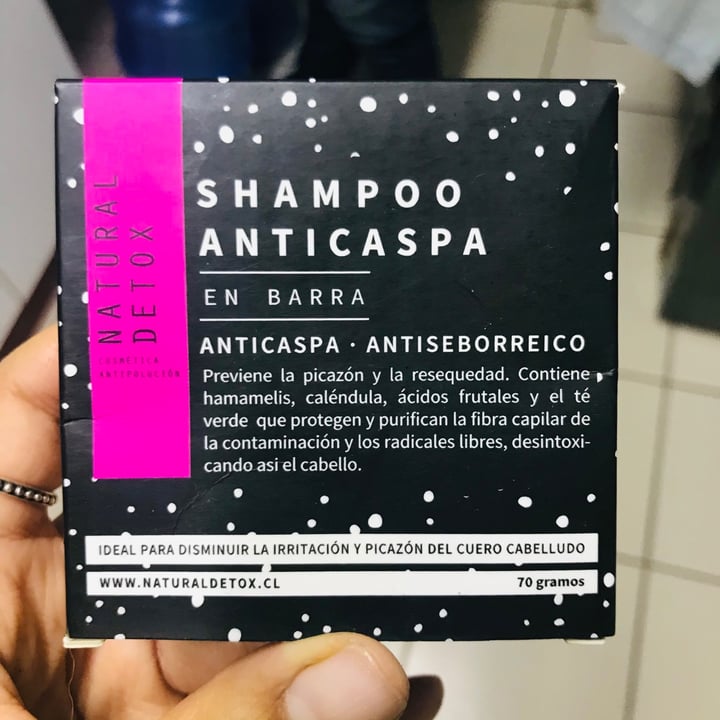 NATURAL
DETOX
COSMÉTICA
ANTIPOLUCIÓN
SHAMPOO
ANTICASPA
EN BARRA
ANTICASPA · ANTISEBORREICO
Previene la picazón y la resequedad. Contiene
hamamelis, caléndula, ácidos frutales y el té
verde que protegen y purifican la fibra capilar de
la contaminación y los radicales libres, desintoxi-
cando asi el cabello.
IDEAL PARA DISMINUIR LA IRRITACIÓN Y PICAZÓN DEL CUERO CABELLUDO
WWW.NATURALDETOX.CL
70 gramos